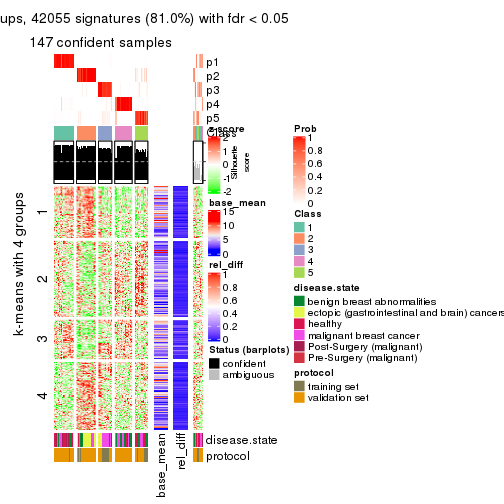 ups, 42055 signatures (81.0%) with fdr < 0.05
147 confident samples
p1
p2
p3
p4
p5
Class
z-score
2
1
0
-1
-2
Silhouette
score
base_mean
15
10
5
0
rel_diff
1
0.8
0.6
0.4
0.2
0
Status (barplots)
confident
ambiguous
Prob
1
0.8
0.6
0.4
0.2
0
Class
1
2
3
4
5
disease.state
benign breast abnormalities
ectopic (gastrointestinal and brain) cancers
healthy
malignant breast cancer
Post-Surgery (malignant)
Pre-Surgery (malignant)
protocol
training set
validation set
k-means with 4 groups
1
2
3
4
disease.state
protocol
base_mean
rel_diff